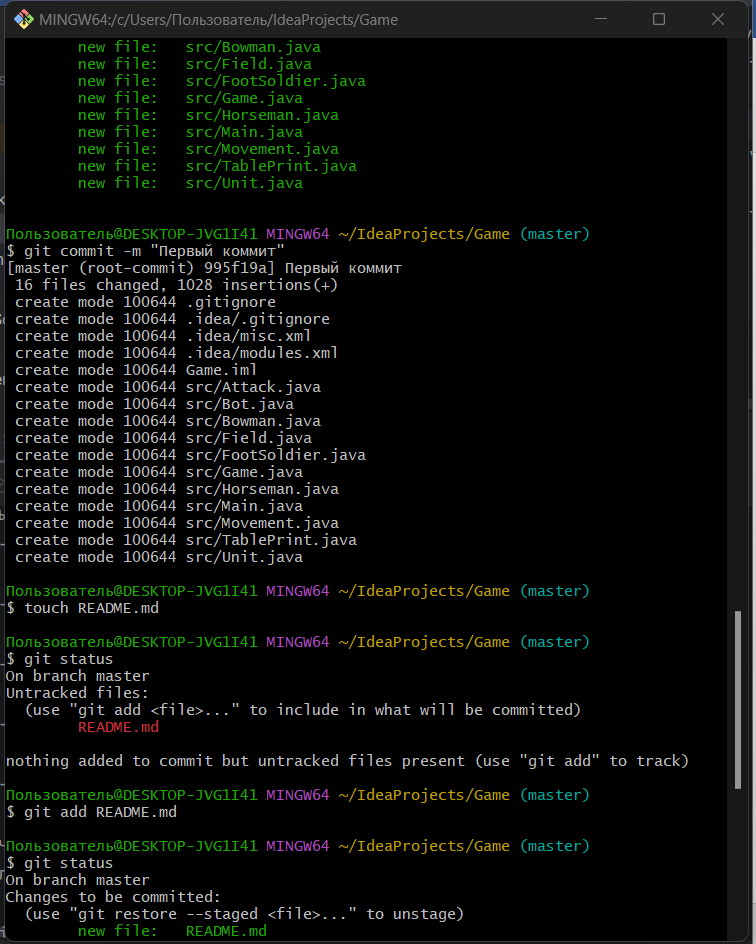 MINGW64:/c/Users/Пользователь/IdeaProjects/Game
new file:   src/Bowman.java
new file:   src/Field.java
new file:   src/FootSoldier.java
new file:   src/Game.java
new file:   src/Horseman.java
new file:   src/Main.java
new file:   src/Movement.java
new file:   src/TablePrint.java
new file:   src/Unit.java
Пользователь@DESKTOP-JVG1I41 MINGW64 ~/IdeaProjects/Game (master)
$ git commit -m "Первый коммит"
[master (root-commit) 995f19a] Первый коммит
16 files changed, 1028 insertions(+)
create mode 100644 .gitignore
create mode 100644 .idea/.gitignore
create mode 100644 .idea/misc.xml
create mode 100644 .idea/modules.xml
create mode 100644 Game.iml
create mode 100644 src/Attack.java
create mode 100644 src/Bot.java
create mode 100644 src/Bowman.java
create mode 100644 src/Field.java
create mode 100644 src/FootSoldier.java
create mode 100644 src/Game.java
create mode 100644 src/Horseman.java
create mode 100644 src/Main.java
create mode 100644 src/Movement.java
create mode 100644 src/TablePrint.java
create mode 100644 src/Unit.java
Пользователь@DESKTOP-JVG1I41 MINGW64 ~/IdeaProjects/Game (master)
$ touch README.md
Пользователь@DESKTOP-JVG1I41 MINGW64 ~/IdeaProjects/Game (master)
$ git status
On branch master
Untracked files:
(use "git add <file>..." to include in what will be committed)
README.md
nothing added to commit but untracked files present (use "git add" to track)
Пользователь@DESKTOP-JVG1I41 MINGW64 ~/IdeaProjects/Game (master)
$ git add README.md
Пользователь@DESKTOP-JVG1I41 MINGW64 ~/IdeaProjects/Game (master)
$ git status
On branch master
Changes to be committed:
(use "git restore --staged <file>..." to unstage)
new file:   README.md